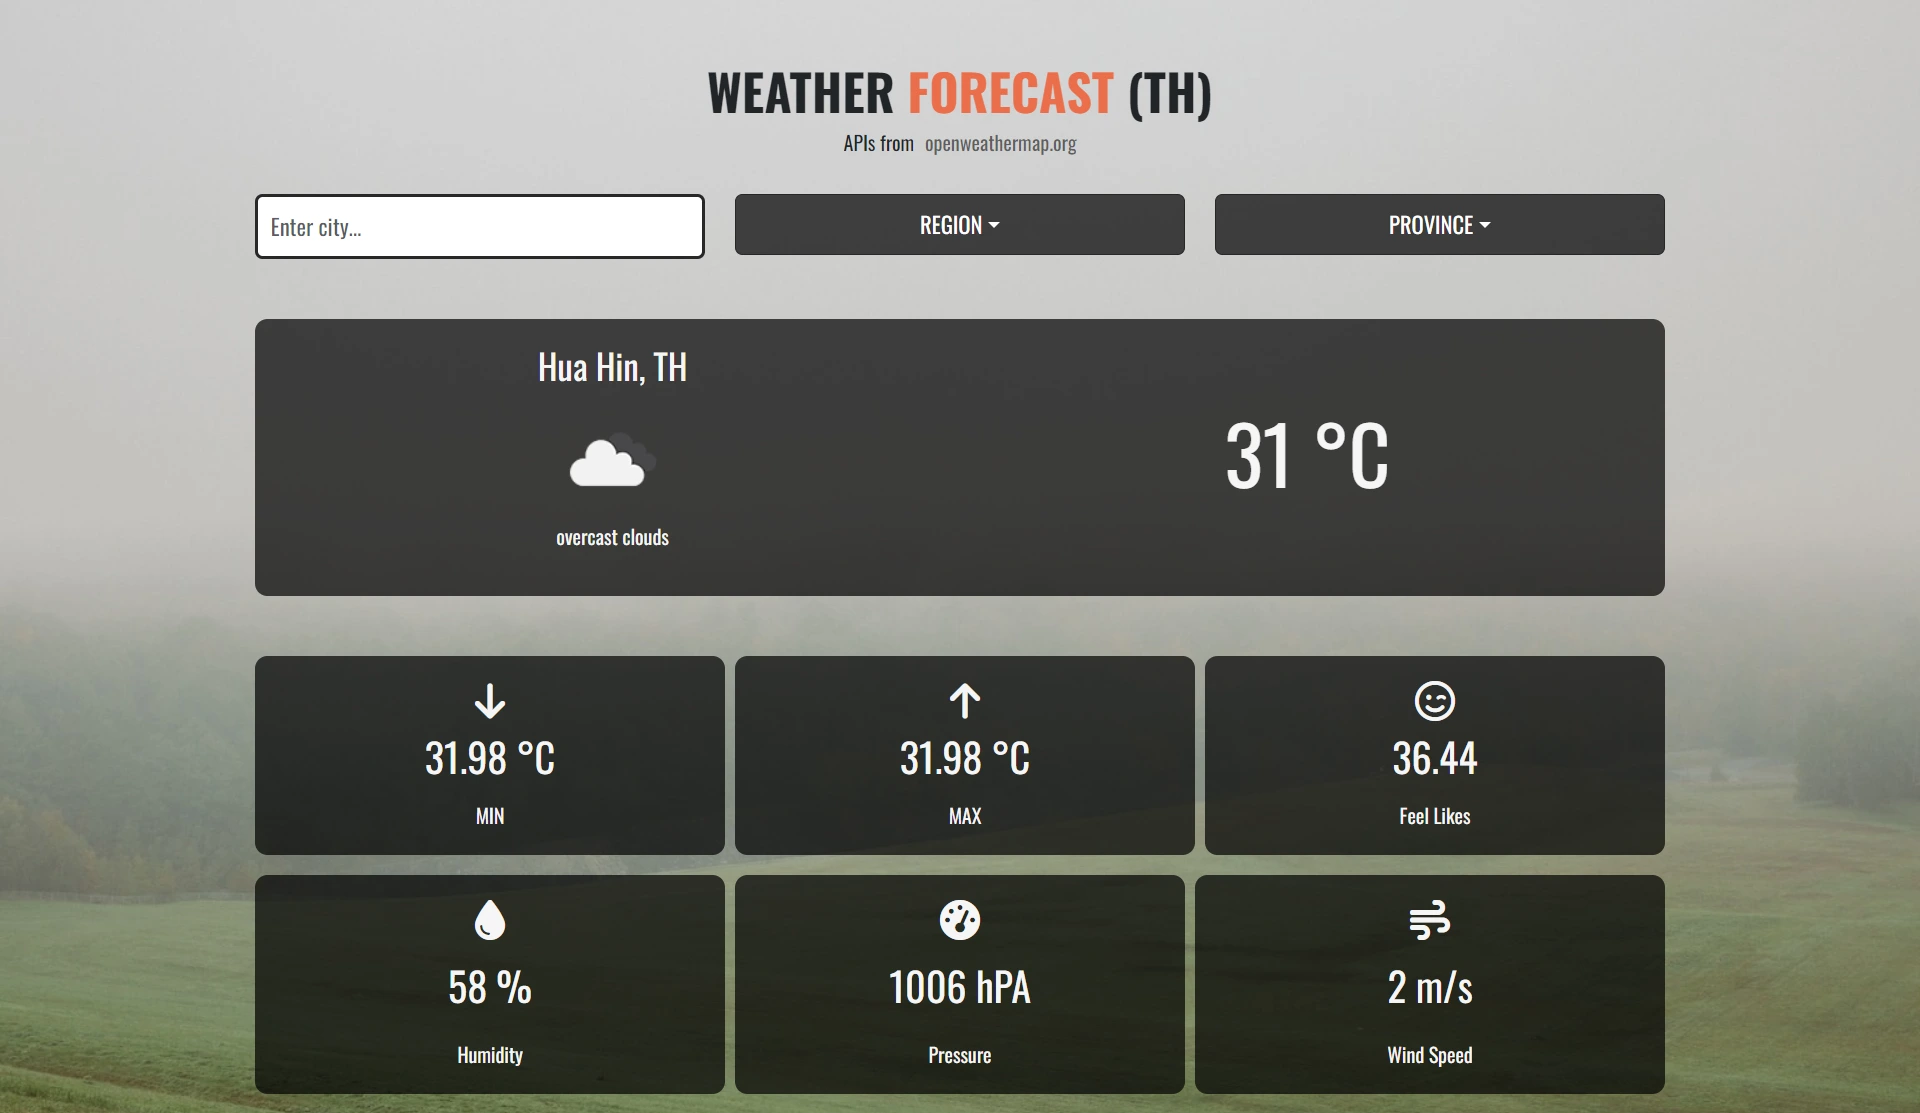 WEATHER FORECAST (TH)
APIs from openweathermap.org
Enter city...
REGION
PROVINCE
Hua Hin, TH
overcast clouds
31 °C
31.98 °C
MIN
31.98 °C
MAX
36.44
Feel Likes
58 %
Humidity
1006 hPA
Pressure
2 m/s
Wind Speed